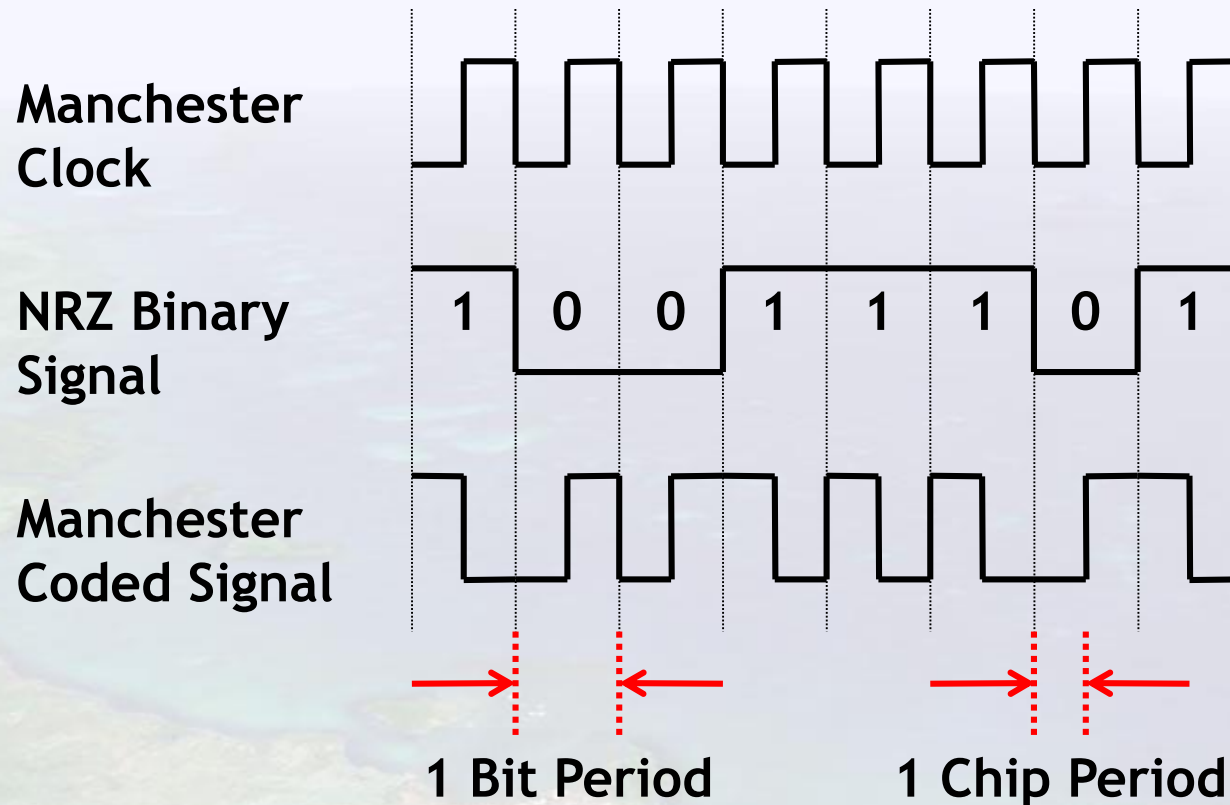 Manchester
Clock
NRZ Binary
Signal
1 0 0 1 1 1 0 1
Manchester
Coded Signal
1 Bit Period
1 Chip Period